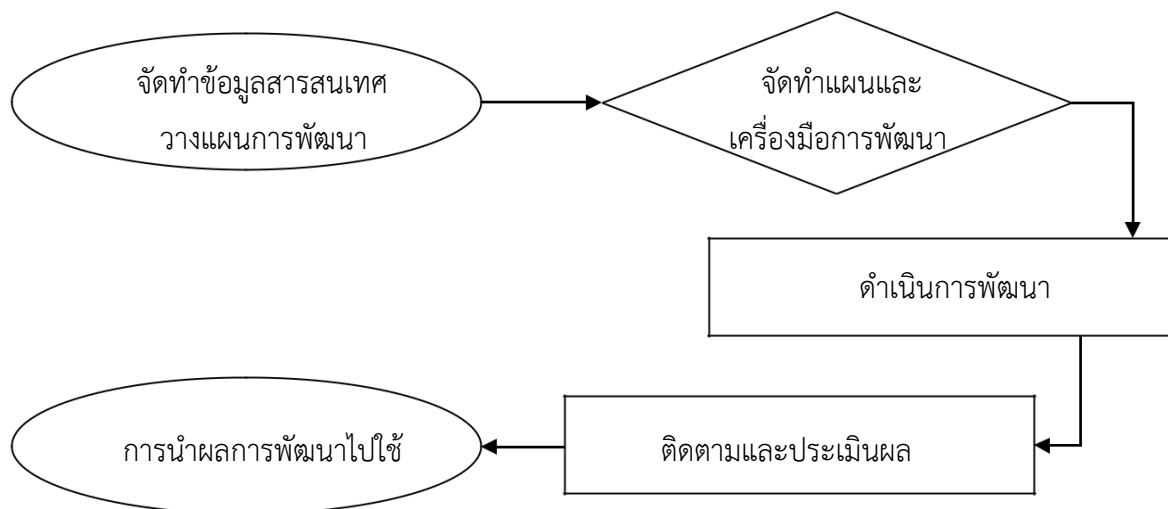 จัดทำข้อมูลสารสนเทศ
วางแผนการพัฒนา
จัดทำแผนและ
เครื่องมือการพัฒนา
ดำเนินการพัฒนา
ติดตามและประเมินผล
การนำผลการพัฒนาไปใช้